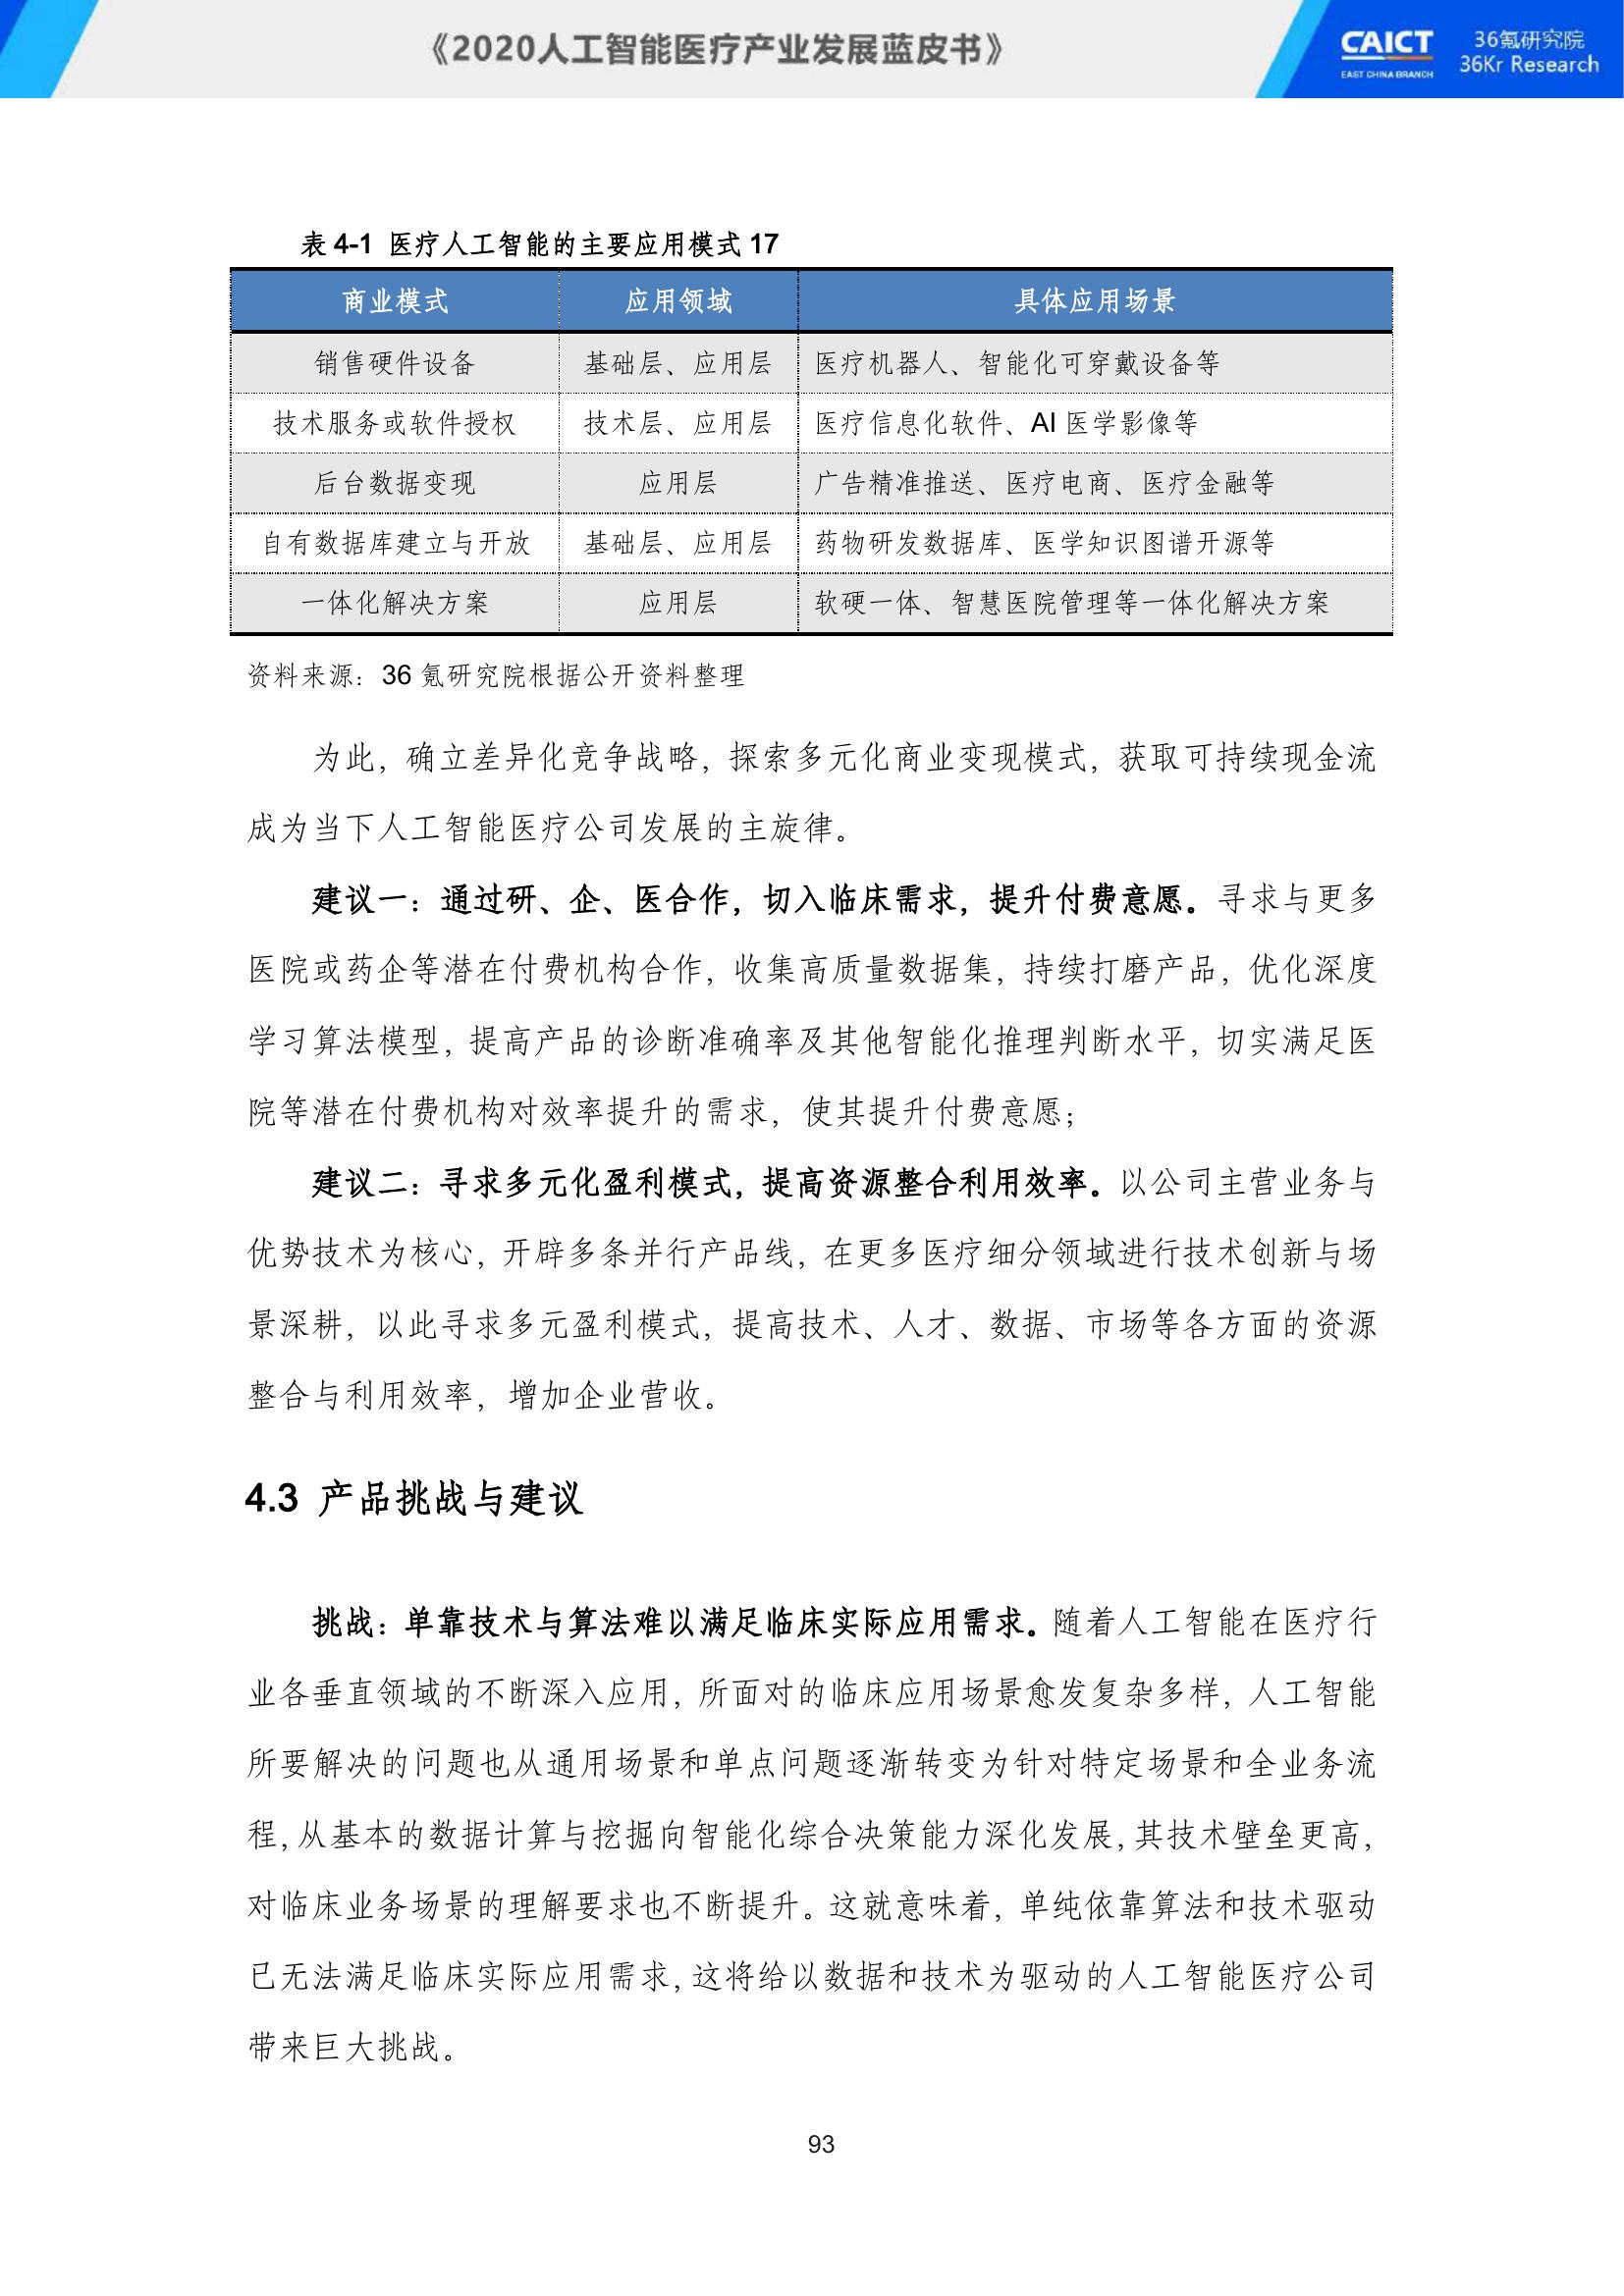 《2020人工智能医疗产业发展蓝皮书》
CAICT
EAST CHINA BRANCH
36氪研究院
36Kr Research
表 4-1 医疗人工智能的主要应用模式 17
商业模式 应用领域 具体应用场景
销售硬件设备 基础层、应用层 医疗机器人、智能化可穿戴设备等
技术服务或软件授权 技术层、应用层 医疗信息化软件、AI 医学影像等
后台数据变现 应用层 广告精准推送、医疗电商、医疗金融等
自有数据库建立与开放 基础层、应用层 药物研发数据库、医学知识图谱开源等
一体化解决方案 应用层 软硬一体、智慧医院管理等一体化解决方案
资料来源：36 氪研究院根据公开资料整理
为此，确立差异化竞争战略，探索多元化商业变现模式，获取可持续现金流
成为当下人工智能医疗公司发展的主旋律。
建议一：通过研、企、医合作，切入临床需求，提升付费意愿。寻求与更多
医院或药企等潜在付费机构合作，收集高质量数据集，持续打磨产品，优化深度
学习算法模型，提高产品的诊断准确率及其他智能化推理判断水平，切实满足医
院等潜在付费机构对效率提升的需求，使其提升付费意愿；
建议二：寻求多元化盈利模式，提高资源整合利用效率。以公司主营业务与
优势技术为核心，开辟多条并行产品线，在更多医疗细分领域进行技术创新与场
景深耕，以此寻求多元盈利模式，提高技术、人才、数据、市场等各方面的资源
整合与利用效率，增加企业营收。
4.3 产品挑战与建议
挑战：单靠技术与算法难以满足临床实际应用需求。随着人工智能在医疗行
业各垂直领域的不断深入应用，所面对的临床应用场景愈发复杂多样，人工智能
所要解决的问题也从通用场景和单点问题逐渐转变为针对特定场景和全业务流
程，从基本的数据计算与挖掘向智能化综合决策能力深化发展，其技术壁垒更高，
对临床业务场景的理解要求也不断提升。这就意味着，单纯依靠算法和技术驱动
已无法满足临床实际应用需求，这将给以数据和技术为驱动的人工智能医疗公司
带来巨大挑战。
93